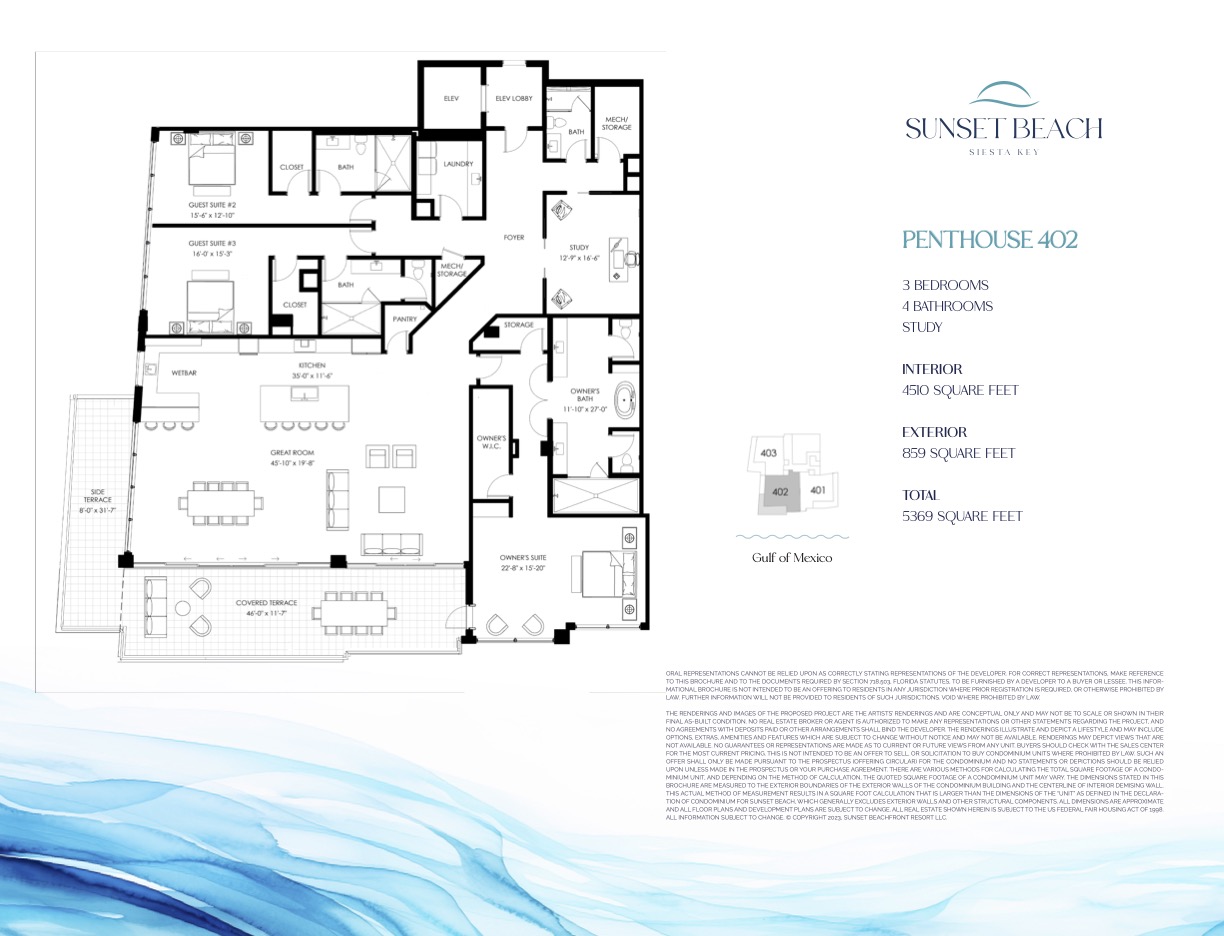 ELEV
ELEV LOBBY
BATH
MECH/
STORAGE
CLOSET
BATH
LAUNDRY
GUEST SUITE #2
15'-6" x 12'-10"
GUEST SUITE #3
16'-0" x 15'-3"
FOYER
STUDY
12'-9" x 16'-6"
MECH/
STORAGE
BATH
CLOSET
PANTRY
STORAGE
WETBAR
KITCHEN
35'-0" x 11'-6"
OWNER'S
BATH
11'-10" x 27'-0"
OWNER'S
W.I.C.
GREAT ROOM
45'-10" x 19'-8"
SIDE
TERRACE
8'-0" x 31'-7"
OWNER'S SUITE
22'-8" x 15'-20"
COVERED TERRACE
46'-0" x 11'-7"
SUNSET BEACH
SIESTA KEY
PENTHOUSE 402
3 BEDROOMS
4 BATHROOMS
STUDY
INTERIOR
4510 SQUARE FEET
EXTERIOR
859 SQUARE FEET
TOTAL
5369 SQUARE FEET
403
402
401
Gulf of Mexico
ORAL REPRESENTATIONS CANNOT BE RELIED UPON AS CORRECTLY STATING REPRESENTATIONS OF THE DEVELOPER. FOR CORRECT REPRESENTATIONS, MAKE REFERENCE
TO THIS BROCHURE AND TO THE DOCUMENTS REQUIRED BY SECTION 718.503, FLORIDA STATUTES, TO BE FURNISHED BY A DEVELOPER TO A BUYER OR LESSEE. THIS INFOR-
MATIONAL BROCHURE IS NOT INTENDED TO BE AN OFFERING TO RESIDENTS IN ANY JURISDICTION WHERE PRIOR REGISTRATION IS REQUIRED, OR OTHERWISE PROHIBITED BY
LAW. FURTHER INFORMATION WILL NOT BE PROVIDED TO RESIDENTS OF SUCH JURISDICTIONS. VOID WHERE PROHIBITED BY LAW.
THE RENDERINGS AND IMAGES OF THE PROPOSED PROJECT ARE THE ARTISTS' RENDERINGS AND ARE CONCEPTUAL ONLY AND MAY NOT BE TO SCALE OR SHOWN IN THEIR
FINAL AS-BUILT CONDITION. NO REAL ESTATE BROKER OR AGENT IS AUTHORIZED TO MAKE ANY REPRESENTATIONS OR OTHER STATEMENTS REGARDING THE PROJECT, AND
NO AGREEMENTS WITH DEPOSITS PAID OR OTHER ARRANGEMENTS SHALL BIND THE DEVELOPER. THE RENDERINGS ILLUSTRATE AND DEPICT A LIFESTYLE AND MAY INCLUDE
OPTIONS, EXTRAS, AMENITIES AND FEATURES WHICH ARE SUBJECT TO CHANGE WITHOUT NOTICE AND MAY NOT BE AVAILABLE. RENDERINGS MAY DEPICT VIEWS THAT ARE
NOT AVAILABLE. NO GUARANTEES OR REPRESENTATIONS ARE MADE AS TO CURRENT OR FUTURE VIEWS FROM ANY UNIT. BUYERS SHOULD CHECK WITH THE SALES CENTER
FOR THE MOST CURRENT PRICING. THIS IS NOT INTENDED TO BE AN OFFER TO SELL, OR SOLICITATION TO BUY CONDOMINIUM UNITS WHERE PROHIBITED BY LAW. SUCH AN
OFFER SHALL ONLY BE MADE PURSUANT TO THE PROSPECTUS (OFFERING CIRCULAR) FOR THE CONDOMINIUM AND NO STATEMENTS OR DEPICTIONS SHOULD BE RELIED
UPON UNLESS MADE IN THE PROSPECTUS OR YOUR PURCHASE AGREEMENT. THERE ARE VARIOUS METHODS FOR CALCULATING THE TOTAL SQUARE FOOTAGE OF A CONDO-
MINIUM UNIT, AND DEPENDING ON THE METHOD OF CALCULATION, THE QUOTED SQUARE FOOTAGE OF A CONDOMINIUM UNIT MAY VARY. THE DIMENSIONS STATED IN THIS
BROCHURE ARE MEASURED TO THE EXTERIOR BOUNDARIES OF THE EXTERIOR WALLS OF THE CONDOMINIUM BUILDING AND THE CENTERLINE OF INTERIOR DEMISING WALL.
THIS ACTUAL METHOD OF MEASUREMENT RESULTS IN A SQUARE FOOT CALCULATION THAT IS LARGER THAN THE DIMENSIONS OF THE "UNIT" AS DEFINED IN THE DECLARA-
TION OF CONDOMINIUM FOR SUNSET BEACH, WHICH GENERALLY EXCLUDES EXTERIOR WALLS AND OTHER STRUCTURAL COMPONENTS. ALL DIMENSIONS ARE APPROXIMATE
AND ALL FLOOR PLANS AND DEVELOPMENT PLANS ARE SUBJECT TO CHANGE. ALL REAL ESTATE SHOWN HEREIN IS SUBJECT TO THE US FEDERAL FAIR HOUSING ACT OF 1998.
ALL INFORMATION SUBJECT TO CHANGE. © COPYRIGHT 2023, SUNSET BEACHFRONT RESORT LLC.